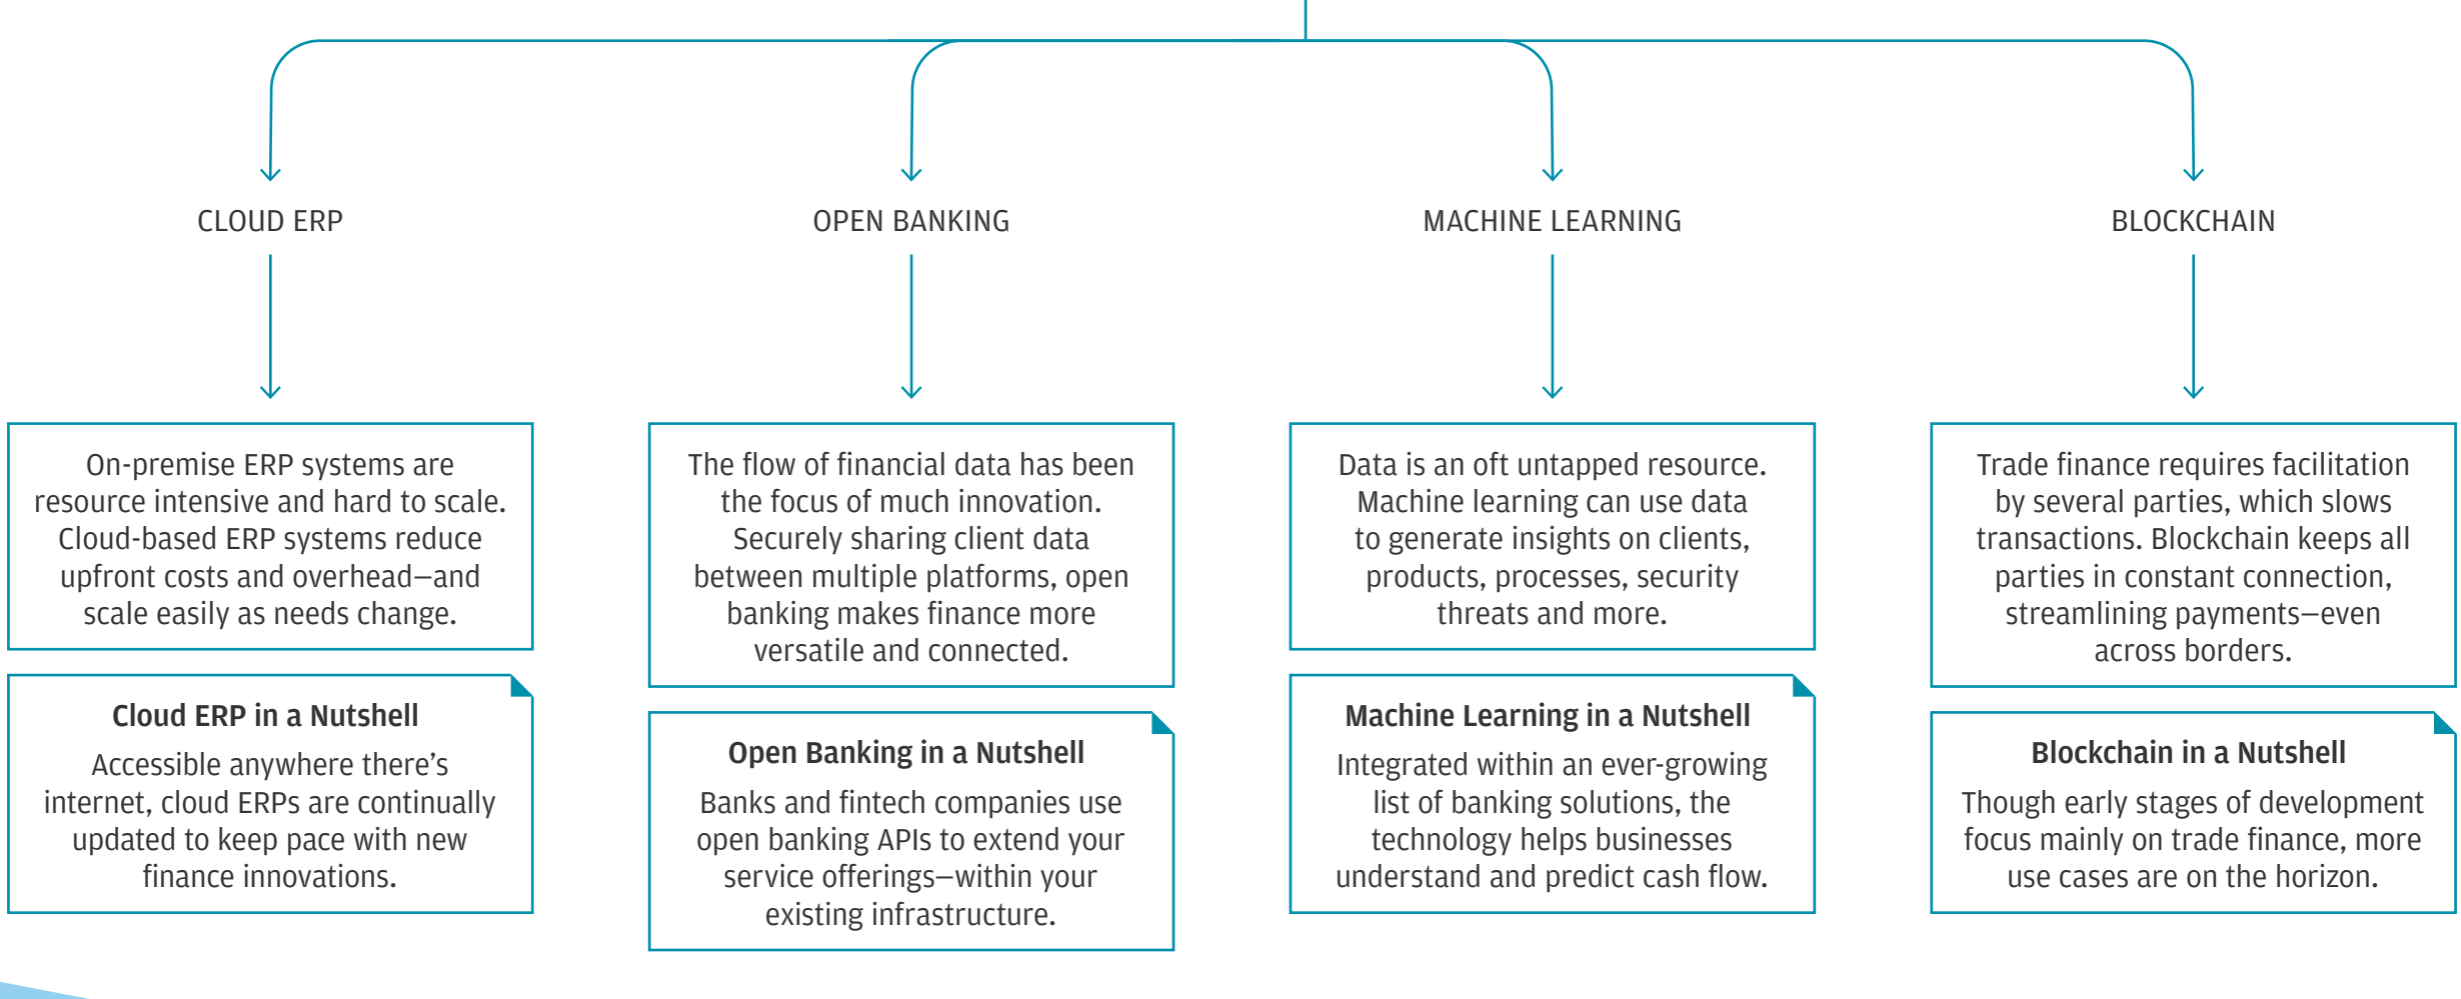 CLOUD ERP
On-premise ERP systems are
resource intensive and hard to scale.
Cloud-based ERP systems reduce
upfront costs and overhead—and
scale easily as needs change.
Cloud ERP in a Nutshell
Accessible anywhere there’s
internet, cloud ERPs are continually
updated to keep pace with new
finance innovations.
OPEN BANKING
The flow of financial data has been
the focus of much innovation.
Securely sharing client data
between multiple platforms, open
banking makes finance more
versatile and connected.
Open Banking in a Nutshell
Banks and fintech companies use
open banking APIs to extend your
service offerings—within your
existing infrastructure.
MACHINE LEARNING
Data is an oft untapped resource.
Machine learning can use data
to generate insights on clients,
products, processes, security
threats and more.
Machine Learning in a Nutshell
Integrated within an ever-growing
list of banking solutions, the
technology helps businesses
understand and predict cash flow.
BLOCKCHAIN
Trade finance requires facilitation
by several parties, which slows
transactions. Blockchain keeps all
parties in constant connection,
streamlining payments—even
across borders.
Blockchain in a Nutshell
Though early stages of development
focus mainly on trade finance, more
use cases are on the horizon.